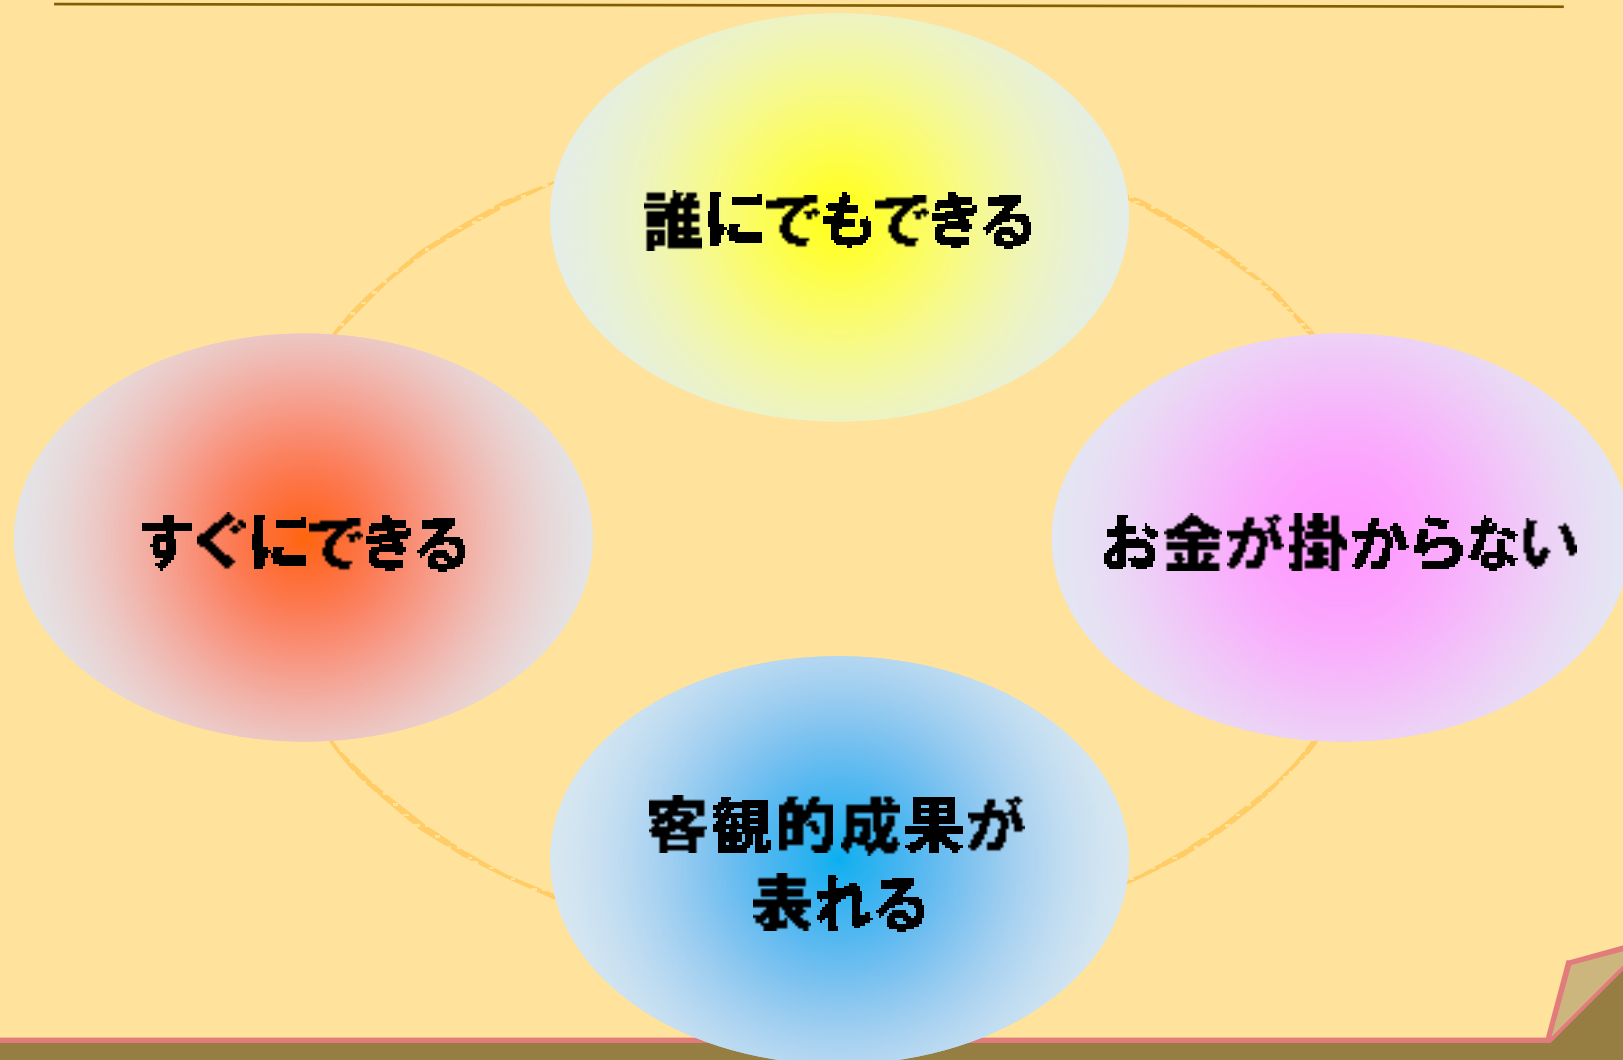 誰にでもできる
すぐにできる
お金が掛からない
客観的成果が
表れる